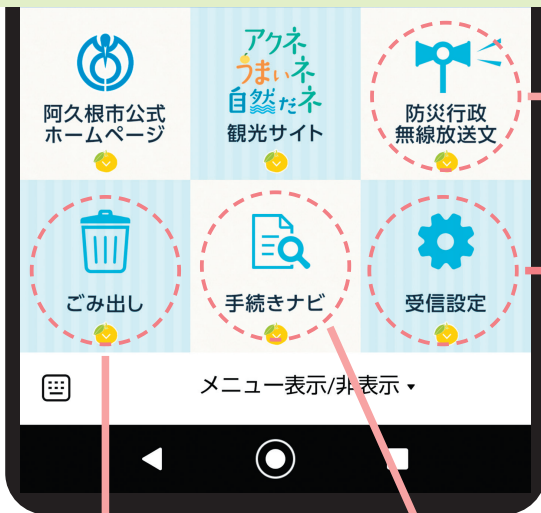 阿久根市公式
ホームページ
アクネ
うまいネ
自然だネ
観光サイト
防災行政
無線放送文
ごみ出し
手続きナビ
受信設定
メニュー表示/非表示